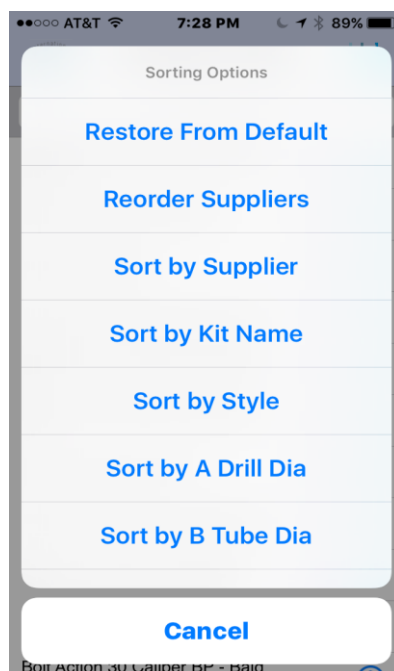 AT&T 7:28 PM 89%
Sorting Options
Restore From Default
Reorder Suppliers
Sort by Supplier
Sort by Kit Name
Sort by Style
Sort by A Drill Dia
Sort by B Tube Dia
Cancel
Bolt Action 30 Caliber BP - Bald